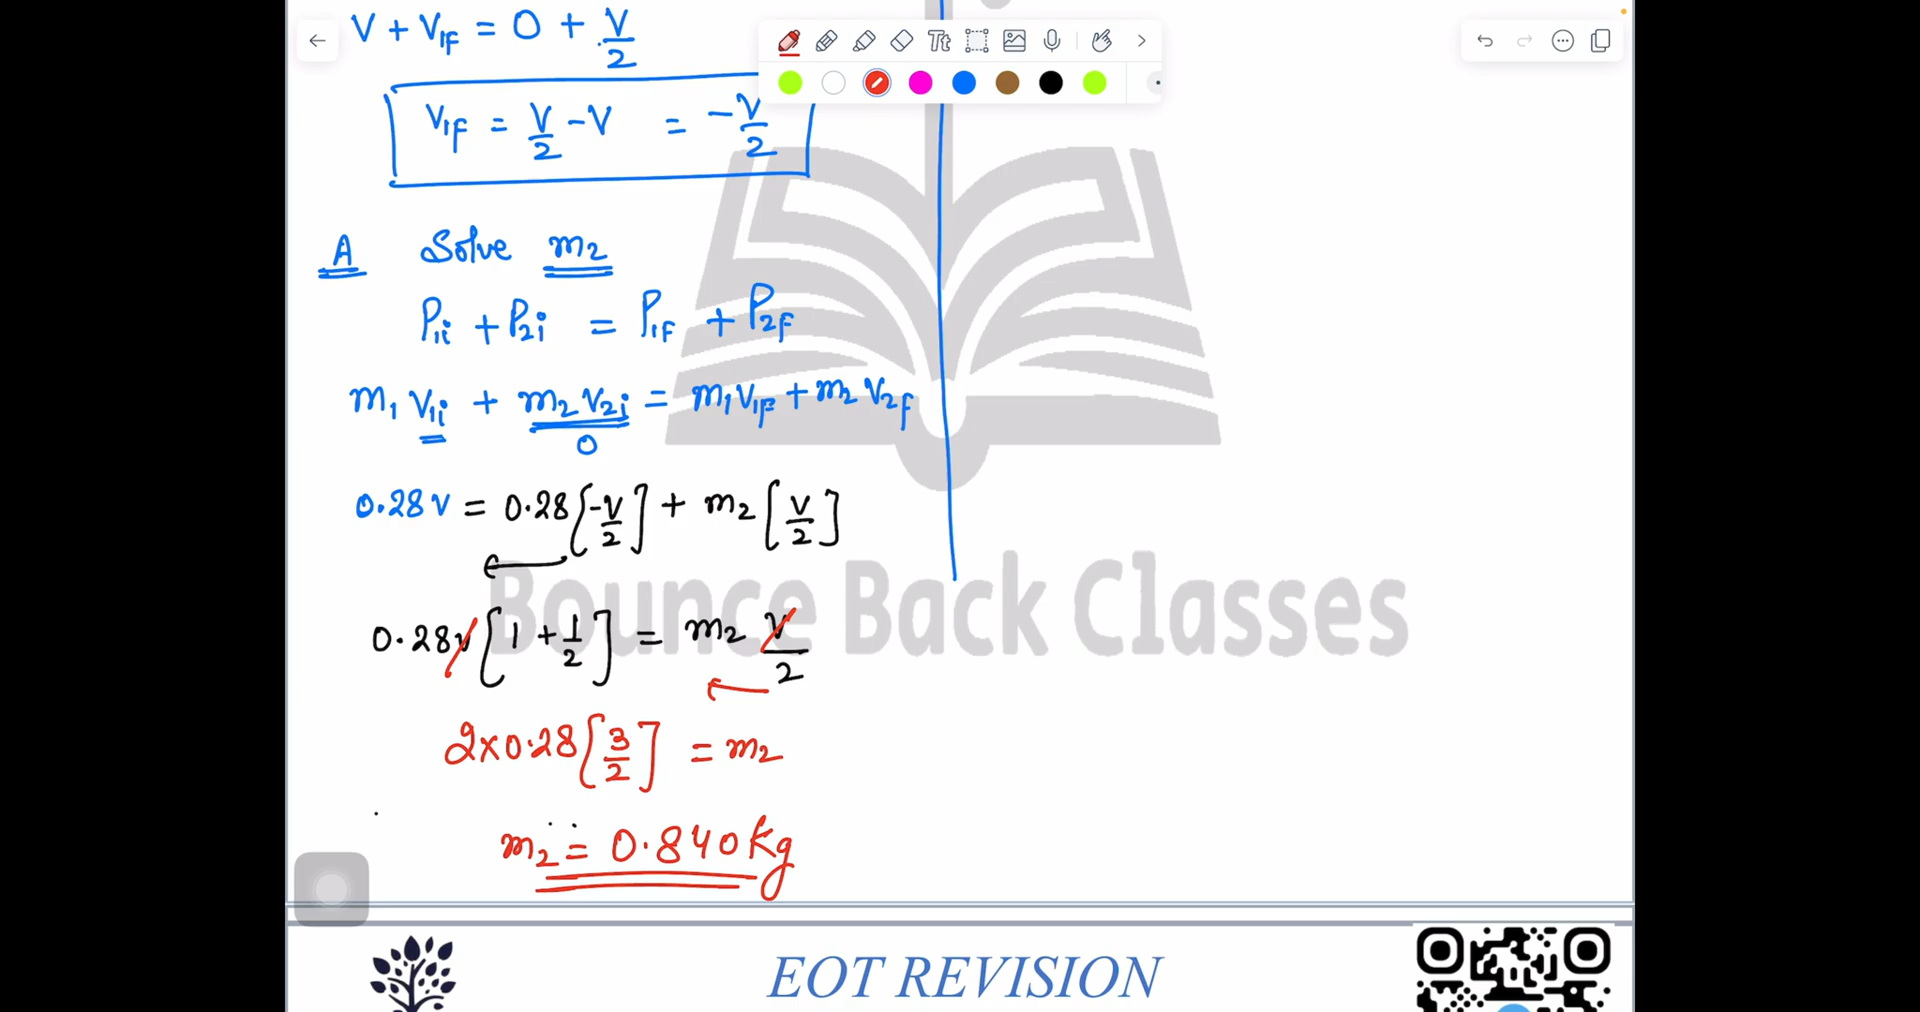 V + V1F = 0 + V/2
V1F = V/2 - V = -V/2
A Solve m2
P1i + P2i = P1F + P2F
m1 V1i + m2 V2i = m1 V1F + m2 V2F
0
0.28 V = 0.28 [-V/2] + m2 [V/2]
0.28 V [1 + 1/2] = m2 V/2
2 x 0.28 [3/2] = m2
m2 = 0.840 Kg
Bounce Back Classes
EOT REVISION
Tt